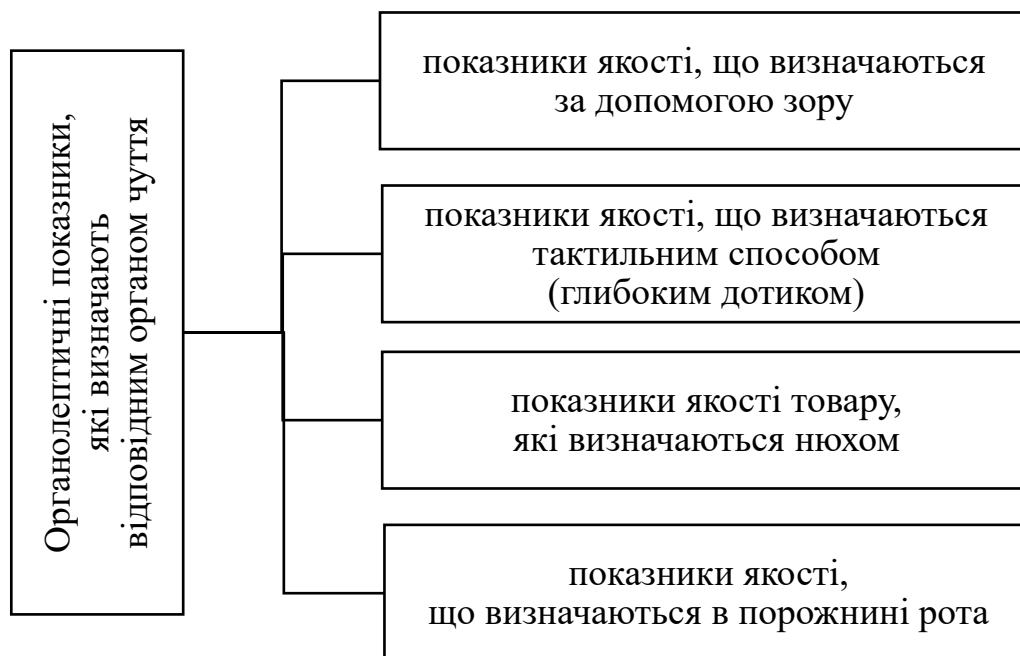 Органолептичні показники,
які визначають
відповідним органом чуття
показники якості, що визначаються
за допомогою зору
показники якості, що визначаються
тактильним способом
(глибоким дотиком)
показники якості товару,
які визначаються нюхом
показники якості,
що визначаються в порожнині рота